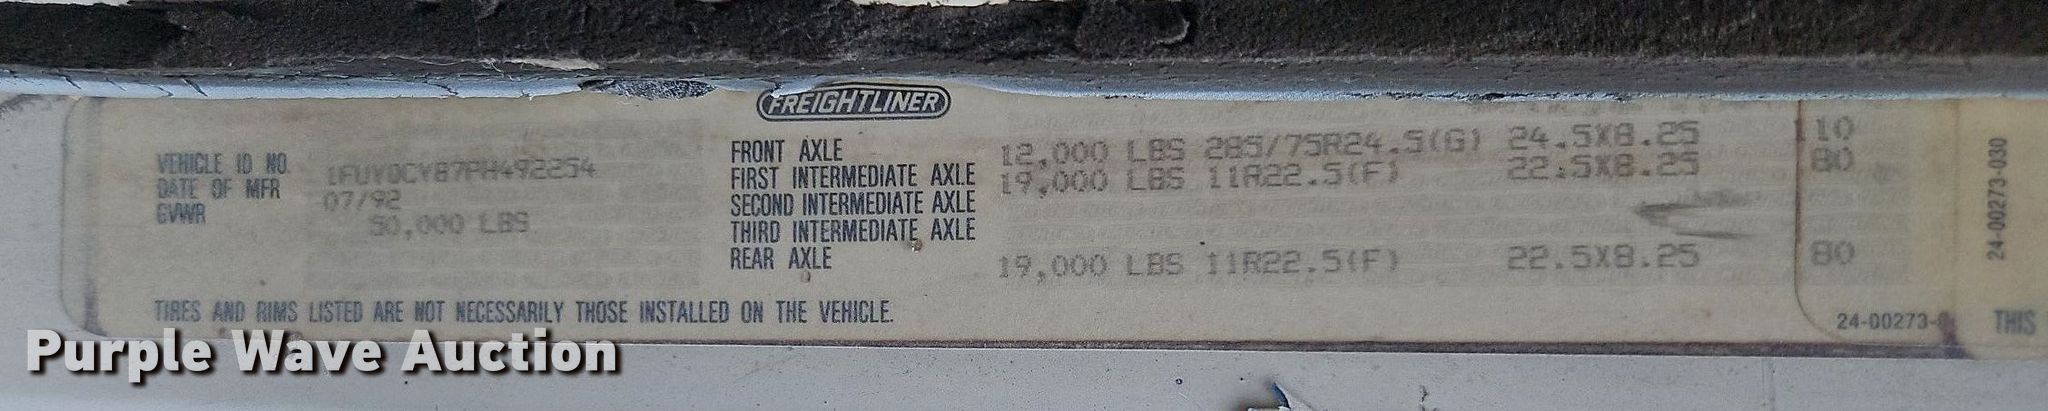 FREIGHTLINER
VEHICLE ID NO. 1FUY0CYB7PH492254
DATE OF MFR 07/92
GVWR 50,000 LBS
FRONT AXLE 12,000 LBS 285/75R24.5(G) 24.5X8.25 110
FIRST INTERMEDIATE AXLE 19,000 LBS 11R22.5(F) 22.5X8.25 80
SECOND INTERMEDIATE AXLE
THIRD INTERMEDIATE AXLE
REAR AXLE 19,000 LBS 11R22.5(F) 22.5X8.25 80
TIRES AND RIMS LISTED ARE NOT NECESSARILY THOSE INSTALLED ON THE VEHICLE.
24-00273-
THIS
24-00273-030
Purple Wave Auction